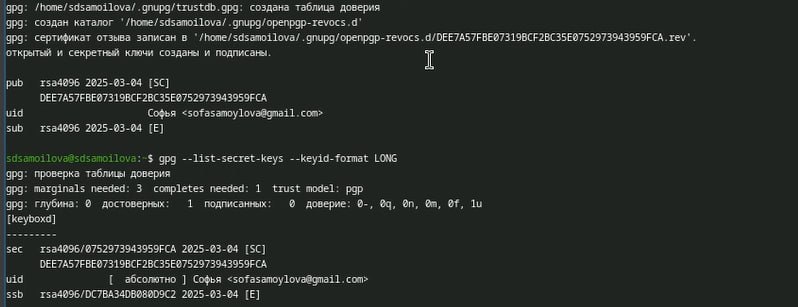 gpg: /home/sdsamoilova/.gnupg/trustdb.gpg: создана таблица доверия
gpg: создан каталог '/home/sdsamoilova/.gnupg/openpgp-revocs.d'
gpg: сертификат отзыва записан в '/home/sdsamoilova/.gnupg/openpgp-revocs.d/DEE7A57FBE07319BCF2BC35E0752973943959FCA.rev'.
открытый и секретный ключи созданы и подписаны.
pub   rsa4096 2025-03-04 [SC]
      DEE7A57FBE07319BCF2BC35E0752973943959FCA
uid                      Софья <sofasamoylova@gmail.com>
sub   rsa4096 2025-03-04 [E]
sdsamoilova@sdsamoilova:~$ gpg --list-secret-keys --keyid-format LONG
gpg: проверка таблицы доверия
gpg: marginals needed: 3  completes needed: 1  trust model: pgp
gpg: глубина: 0  достоверных:   1  подписанных:   0  доверие: 0-, 0q, 0n, 0m, 0f, 1u
[keyboxd]
---------
sec   rsa4096/0752973943959FCA 2025-03-04 [SC]
      DEE7A57FBE07319BCF2BC35E0752973943959FCA
uid               [  абсолютно ] Софья <sofasamoylova@gmail.com>
ssb   rsa4096/DC7BA34DB080D9C2 2025-03-04 [E]